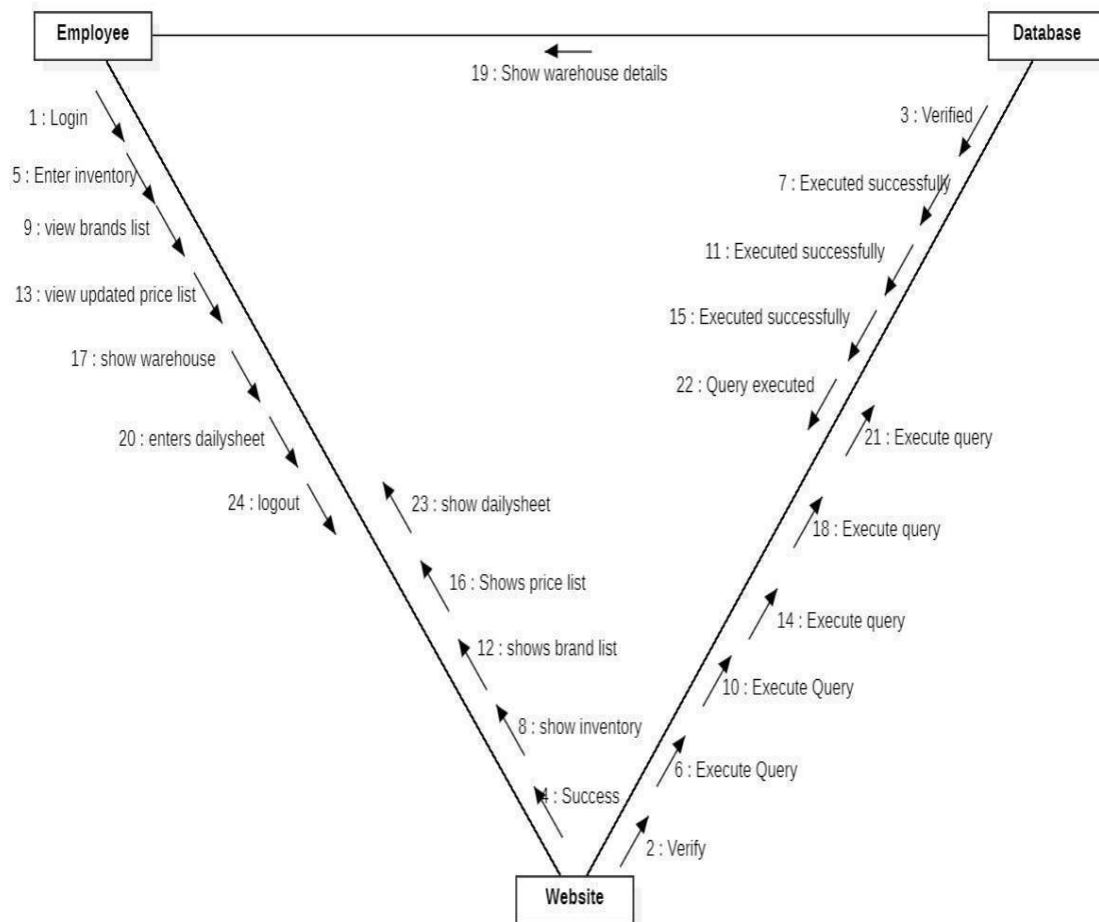 Employee
Database
19 : Show warehouse details
1 : Login
3 : Verified
5 : Enter inventory
7 : Executed successfully
9 : view brands list
11 : Executed successfully
13 : view updated price list
15 : Executed successfully
17 : show warehouse
22 : Query executed
20 : enters dailysheet
21 : Execute query
24 : logout
23 : show dailysheet
18 : Execute query
16 : Shows price list
14 : Execute query
12 : shows brand list
10 : Execute Query
8 : show inventory
6 : Execute Query
4 : Success
2 : Verify
Website